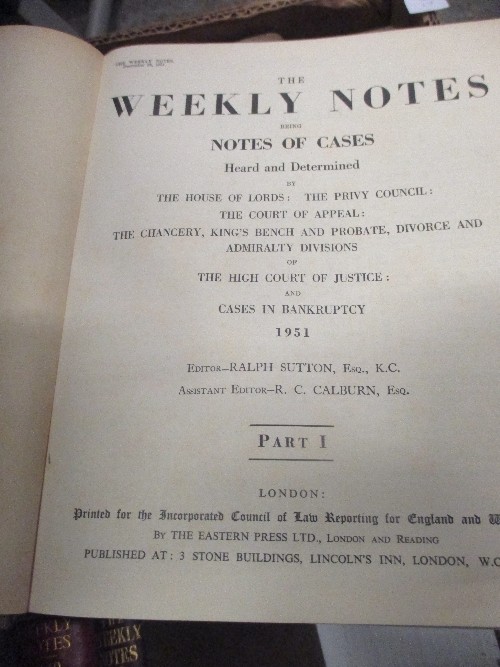 THE WEEKLY NOTES
THE
WEEKLY NOTES
BEING
NOTES OF CASES
Heard and Determined
BY
THE HOUSE OF LORDS: THE PRIVY COUNCIL:
THE COURT OF APPEAL:
THE CHANCERY, KING'S BENCH AND PROBATE, DIVORCE AND
ADMIRALTY DIVISIONS
OF
THE HIGH COURT OF JUSTICE:
AND
CASES IN BANKRUPTCY
1951
EDITOR—RALPH SUTTON, ESQ., K.C.
ASSISTANT EDITOR—R. C. CALBURN, ESQ.
PART I
LONDON:
Printed for the Incorporated Council of Law Reporting for England and W
BY THE EASTERN PRESS LTD., LONDON AND READING
PUBLISHED AT: 3 STONE BUILDINGS, LINCOLN'S INN, LONDON, W.C
WEEKLY
NOTES